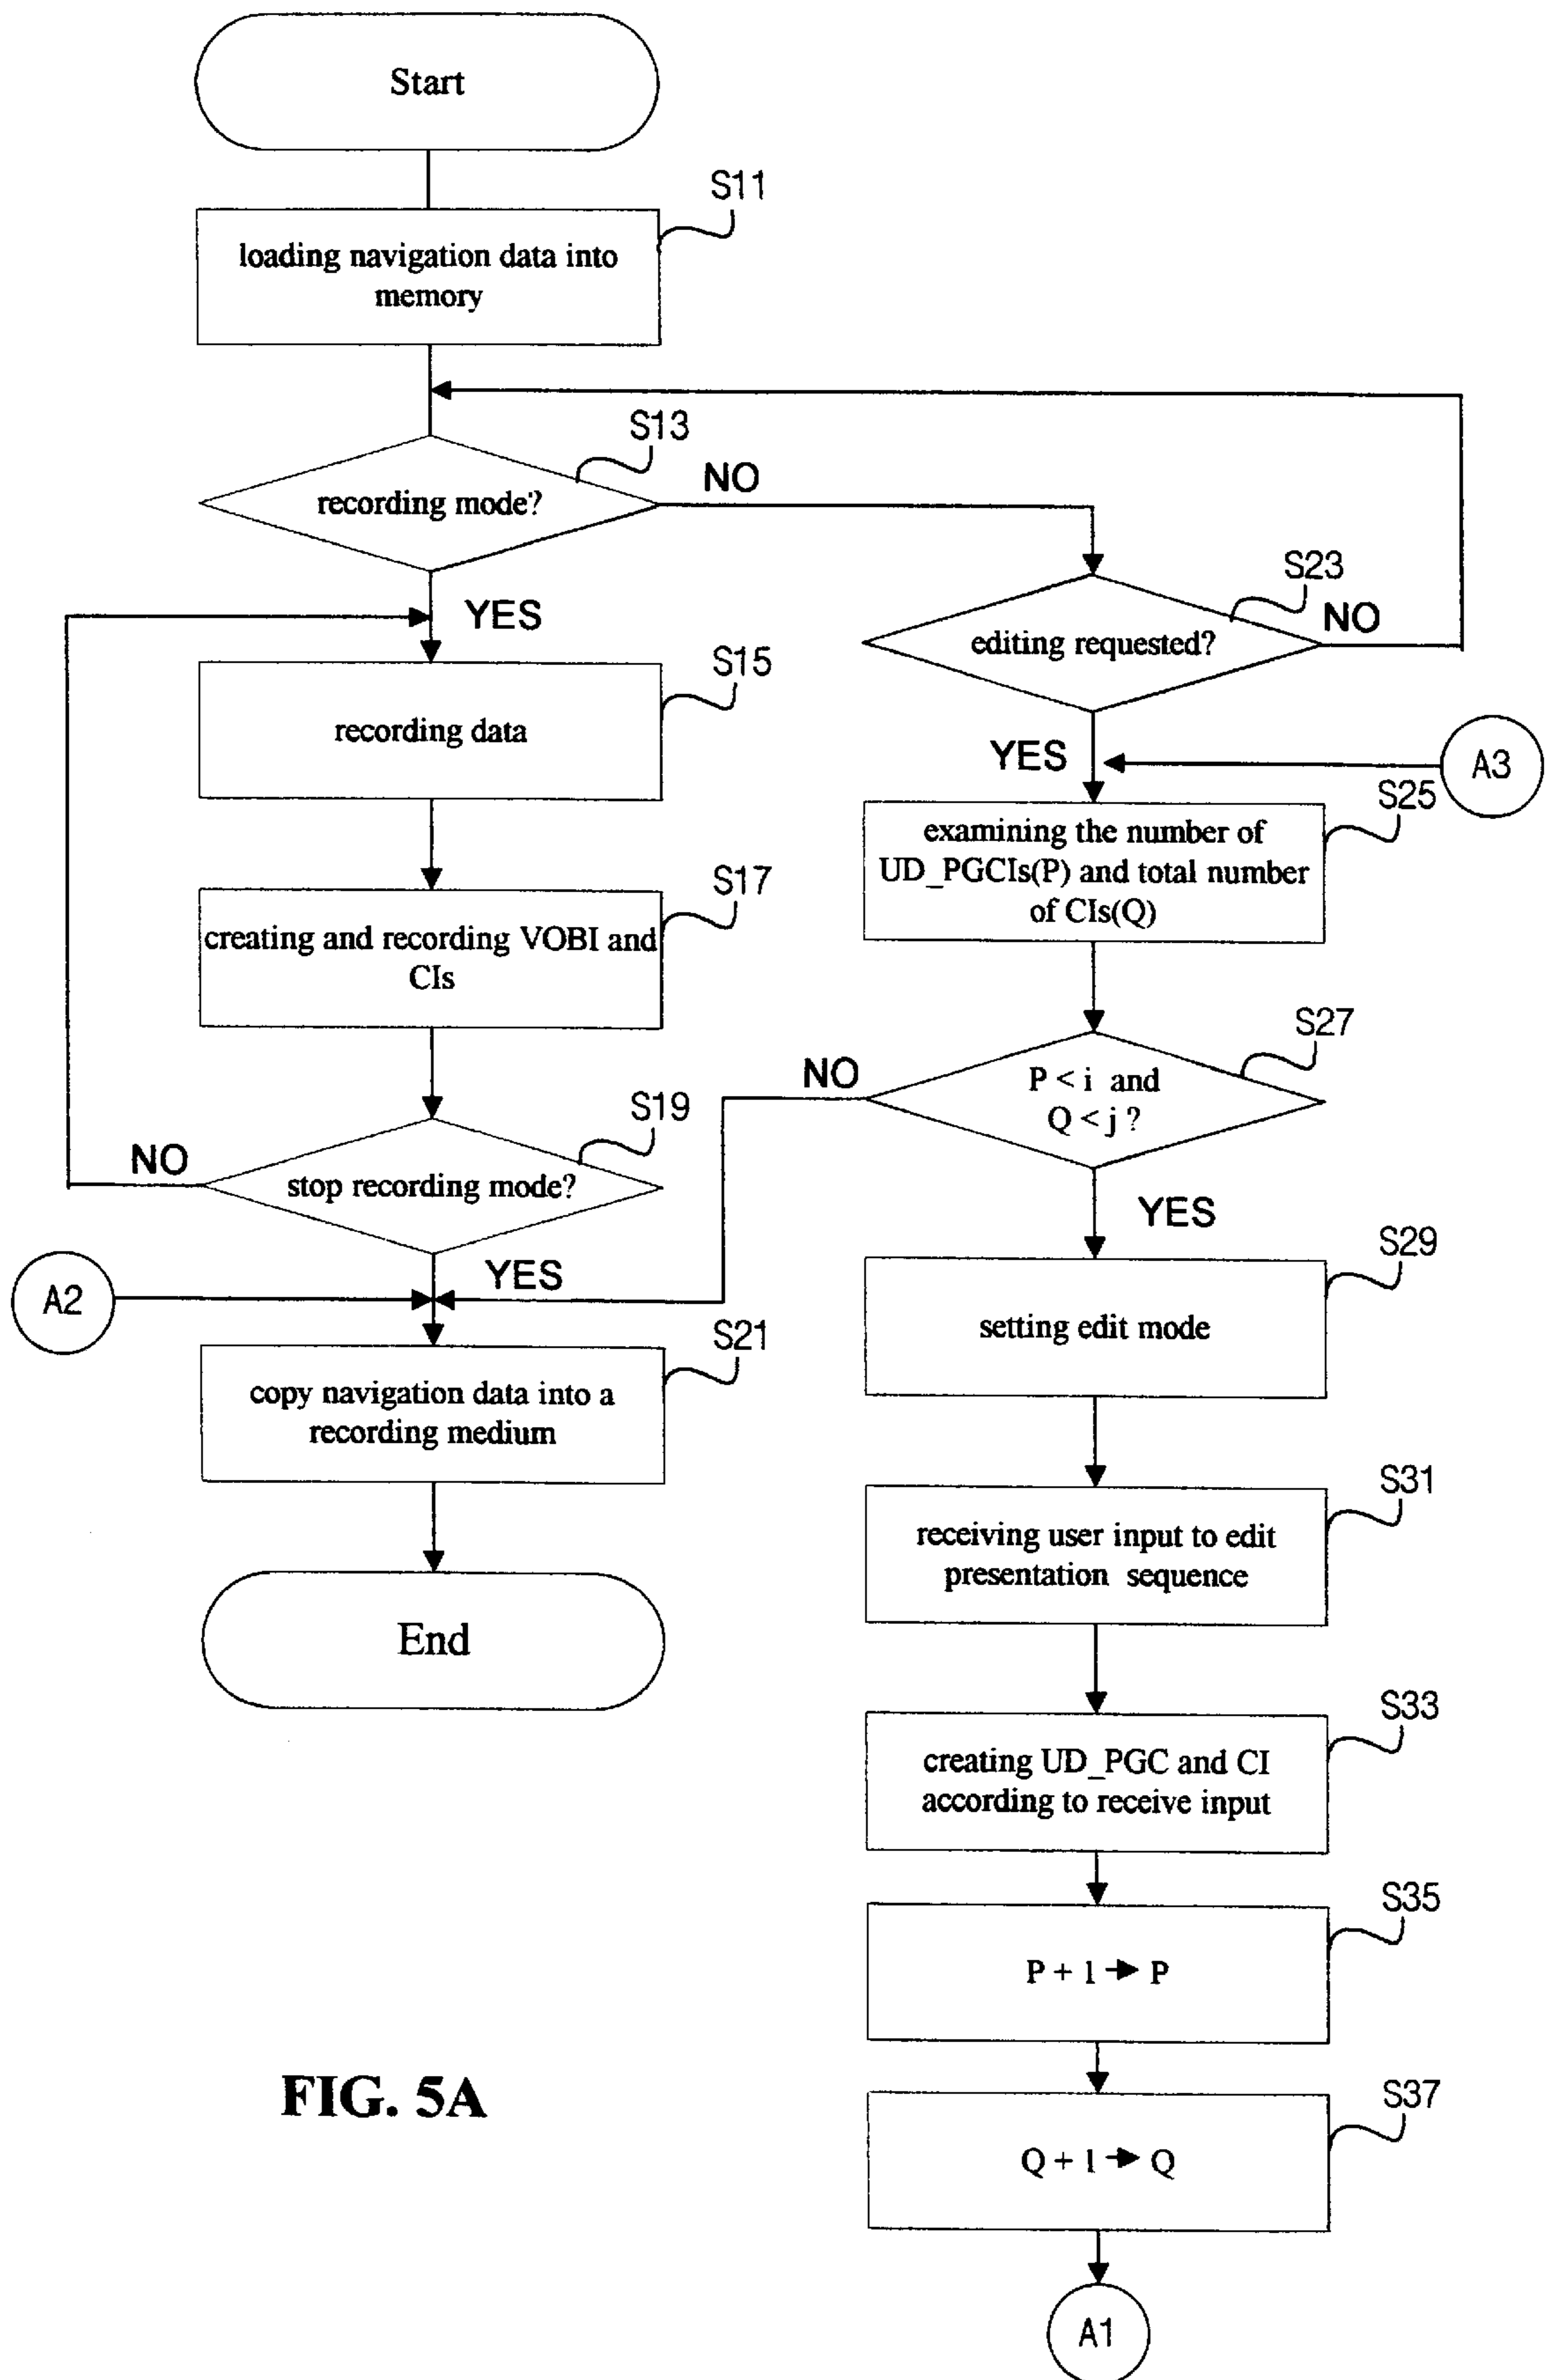 Start
S11
loading navigation data into
memory
S13
recording mode?
NO
YES
S15
recording data
S17
creating and recording VOBI and
CIs
S19
stop recording mode?
NO
YES
A2
S21
copy navigation data into a
recording medium
End
S23
editing requested?
NO
YES
A3
S25
examining the number of
UD_PGCIs(P) and total number
of CIs(Q)
S27
P < i and
Q < j ?
NO
YES
S29
setting edit mode
S31
receiving user input to edit
presentation sequence
S33
creating UD_PGC and CI
according to receive input
S35
P + 1 → P
S37
Q + 1 → Q
A1
FIG. 5A